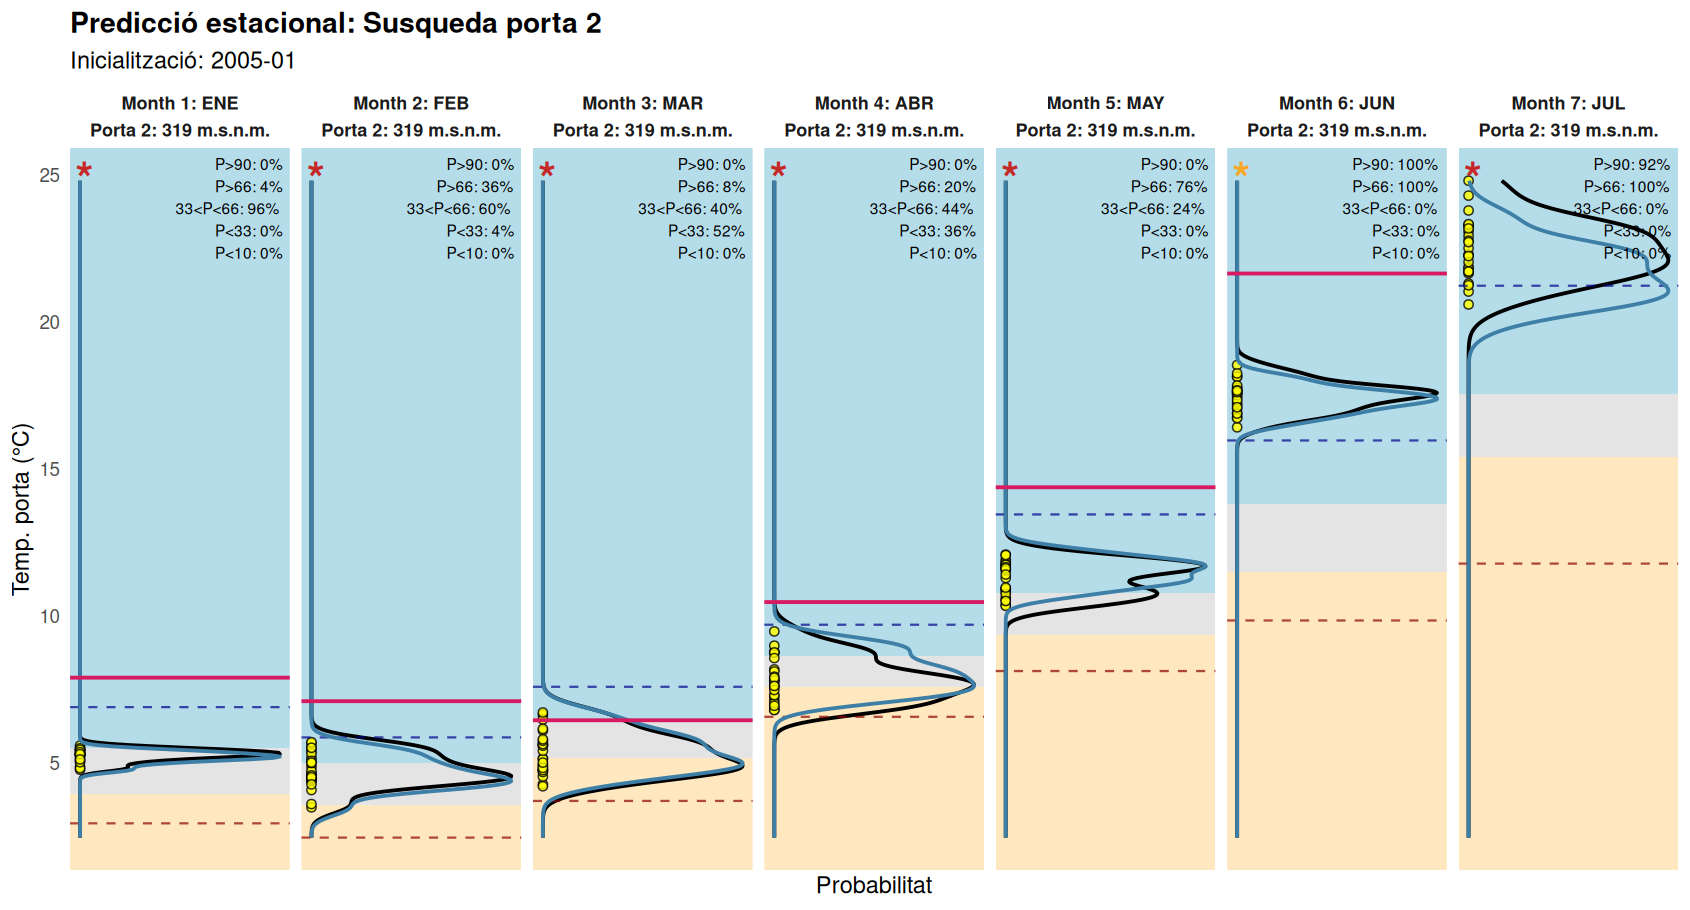 Predicció estacional: Susqueda porta 2
Inicialització: 2005-01
Month 1: ENE
Porta 2: 319 m.s.n.m.
Month 2: FEB
Porta 2: 319 m.s.n.m.
Month 3: MAR
Porta 2: 319 m.s.n.m.
Month 4: ABR
Porta 2: 319 m.s.n.m.
Month 5: MAY
Porta 2: 319 m.s.n.m.
Month 6: JUN
Porta 2: 319 m.s.n.m.
Month 7: JUL
Porta 2: 319 m.s.n.m.
Temp. porta (°C)
25
20
15
10
5
*
P>90: 0%
P>66: 4%
33<P<66: 96%
P<33: 0%
P<10: 0%
*
P>90: 0%
P>66: 36%
33<P<66: 60%
P<33: 4%
P<10: 0%
*
P>90: 0%
P>66: 8%
33<P<66: 40%
P<33: 52%
P<10: 0%
*
P>90: 0%
P>66: 20%
33<P<66: 44%
P<33: 36%
P<10: 0%
*
P>90: 0%
P>66: 76%
33<P<66: 24%
P<33: 0%
P<10: 0%
*
P>90: 100%
P>66: 100%
33<P<66: 0%
P<33: 0%
P<10: 0%
*
P>90: 92%
P>66: 100%
33<P<66: 0%
P<33: 0%
P<10: 0%
Probabilitat